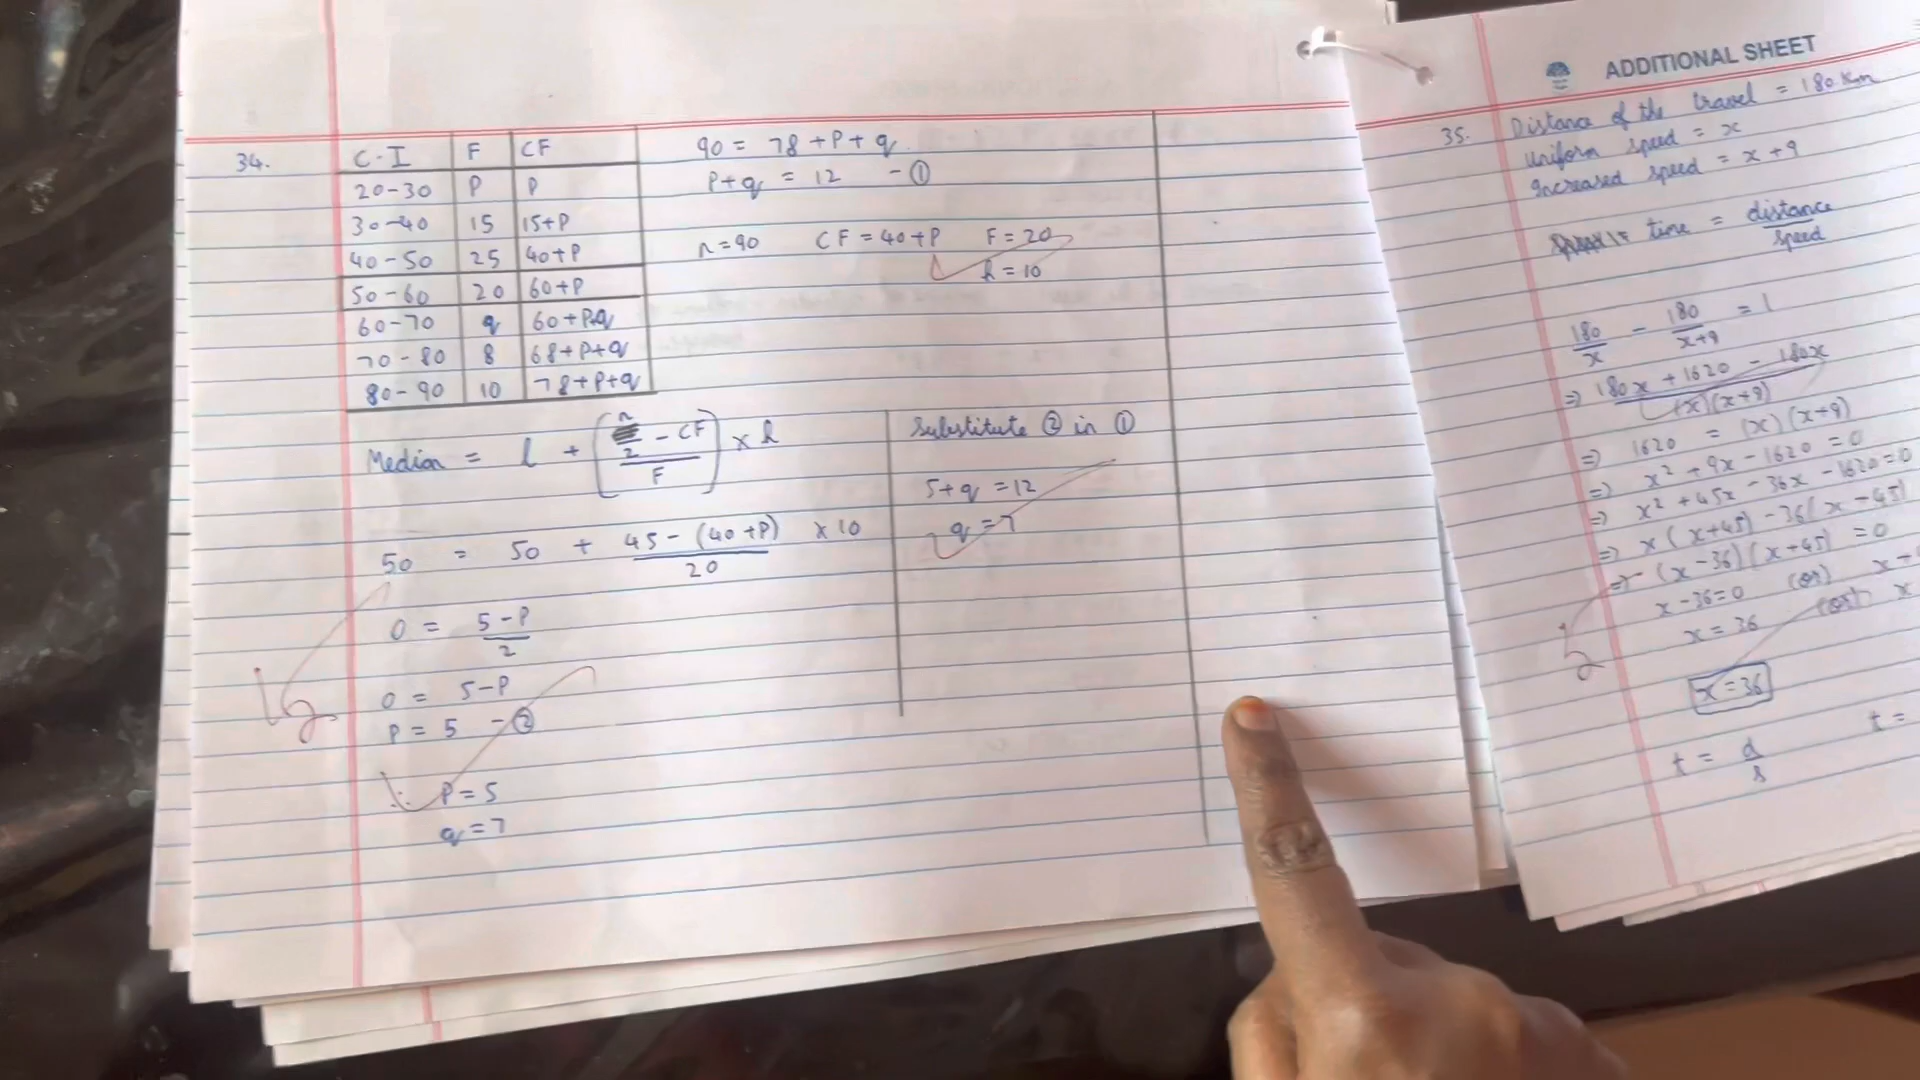 34.
C.I F CF
20-30 P P
30-40 15 15+P
40-50 25 40+P
50-60 20 60+P
60-70 q 60+P+q
70-80 8 68+P+q
80-90 10 78+P+q
90 = 78+P+q
P+q = 12 - ①
n=90 CF=40+P F=20
h=10
Median = l + (n/2 - CF / F) × h
50 = 50 + 45-(40+P) / 20 × 10
0 = 5-P / 2
0 = 5-P
P = 5 - ②
∴ P=5
q=7
Substitute ② in ①
5+q=12
q=7
ADDITIONAL SHEET
35. Distance of the travel = 180 Km
Uniform speed = x
Increased speed = x+9
time = distance / speed
180/x - 180/x+9 = 1
⇒ 180x+1620-180x / (x)(x+9)
⇒ 1620 = (x)(x+9)
⇒ x² + 9x - 1620 = 0
⇒ x² + 45x - 36x - 1620 = 0
⇒ x(x+45) - 36(x-45)
⇒ (x-36)(x+45) = 0
x-36=0 (or) x+
x=36 (or) x
x=36
t = d/s t =